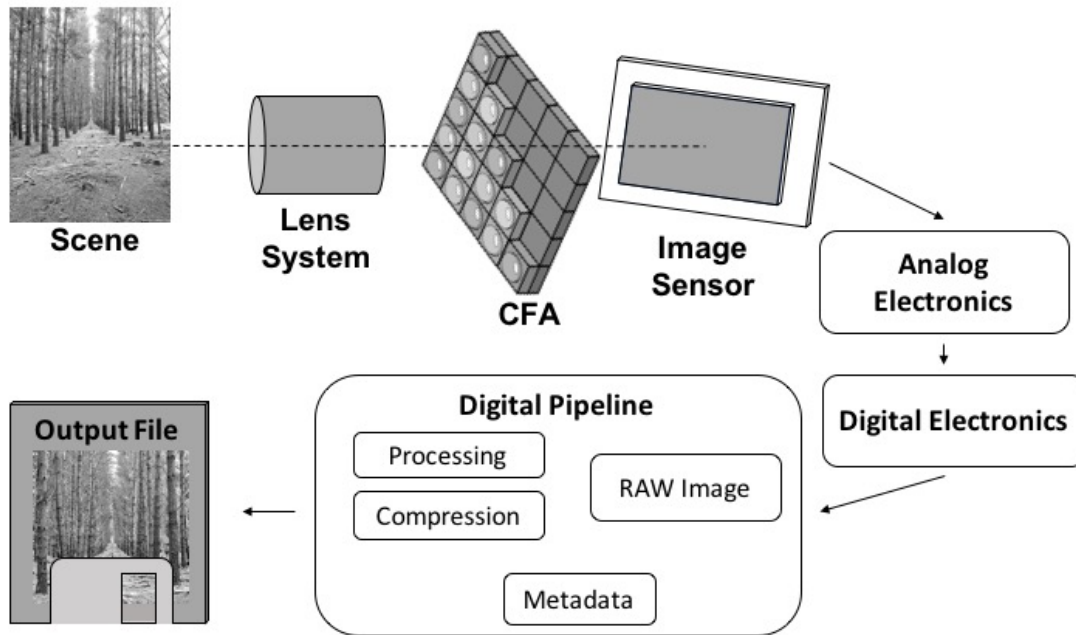 Scene
Lens
System
CFA
Image
Sensor
Analog
Electronics
Digital Electronics
Digital Pipeline
Processing
Compression
RAW Image
Metadata
Output File